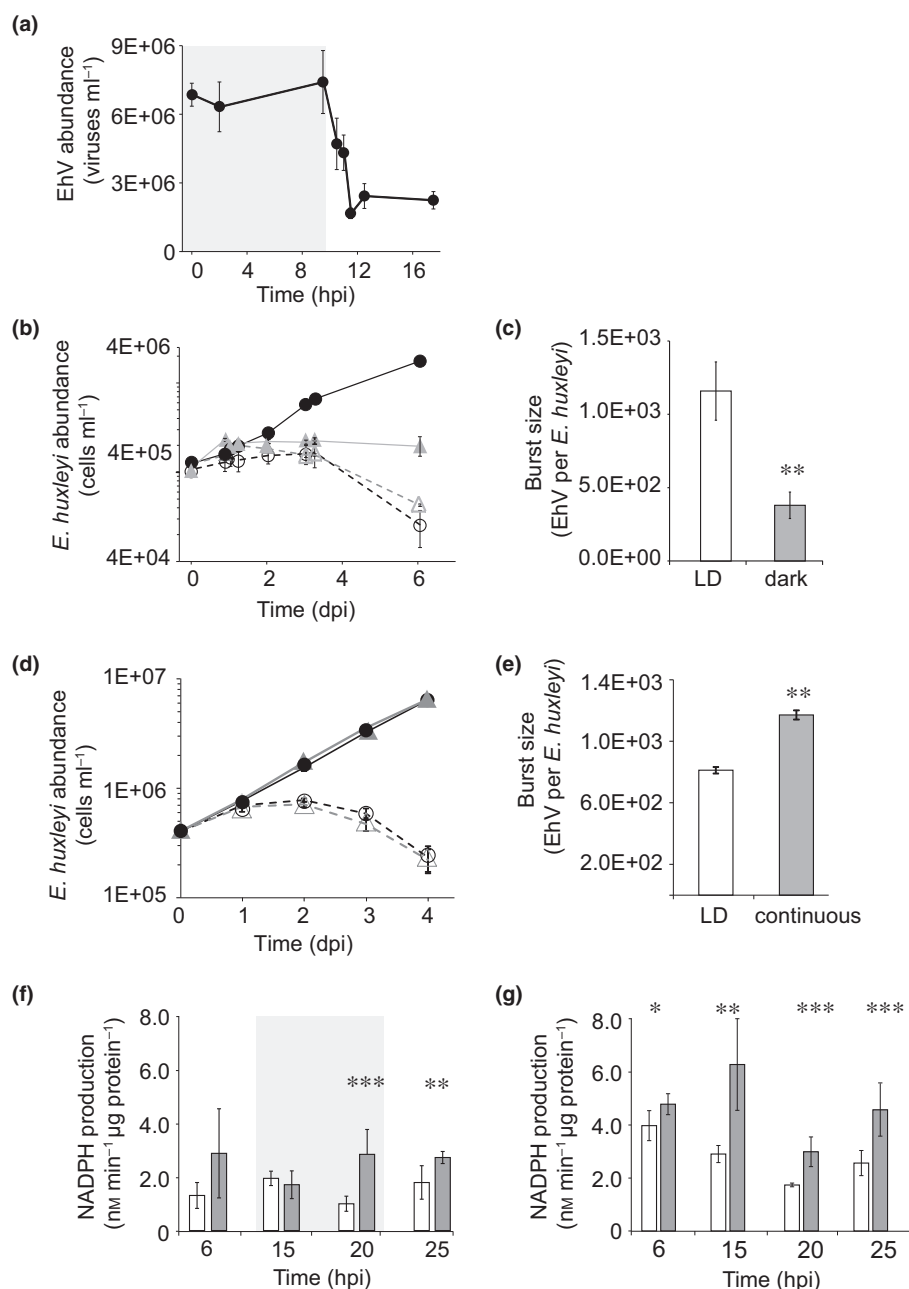 (a)
9E+06
6E+06
3E+06
0
EhV abundance
(viruses ml⁻¹)
0 4 8 12 16
Time (hpi)
(b)
4E+06
4E+05
4E+04
E. huxleyi abundance
(cells ml⁻¹)
0 2 4 6
Time (dpi)
(c)
1.5E+03
1.0E+03
5.0E+02
0.0E+00
Burst size
(EhV per E. huxleyi)
**
LD dark
(d)
1E+07
1E+06
1E+05
E. huxleyi abundance
(cells ml⁻¹)
0 1 2 3 4
Time (dpi)
(e)
1.4E+03
1.0E+03
6.0E+02
2.0E+02
Burst size
(EhV per E. huxleyi)
**
LD continuous
(f)
8.0
6.0
4.0
2.0
0
NADPH production
(nM min⁻¹ µg protein⁻¹)
*** **
6 15 20 25
Time (hpi)
(g)
8.0
6.0
4.0
2.0
0
NADPH production
(nM min⁻¹ µg protein⁻¹)
* ** *** ***
6 15 20 25
Time (hpi)